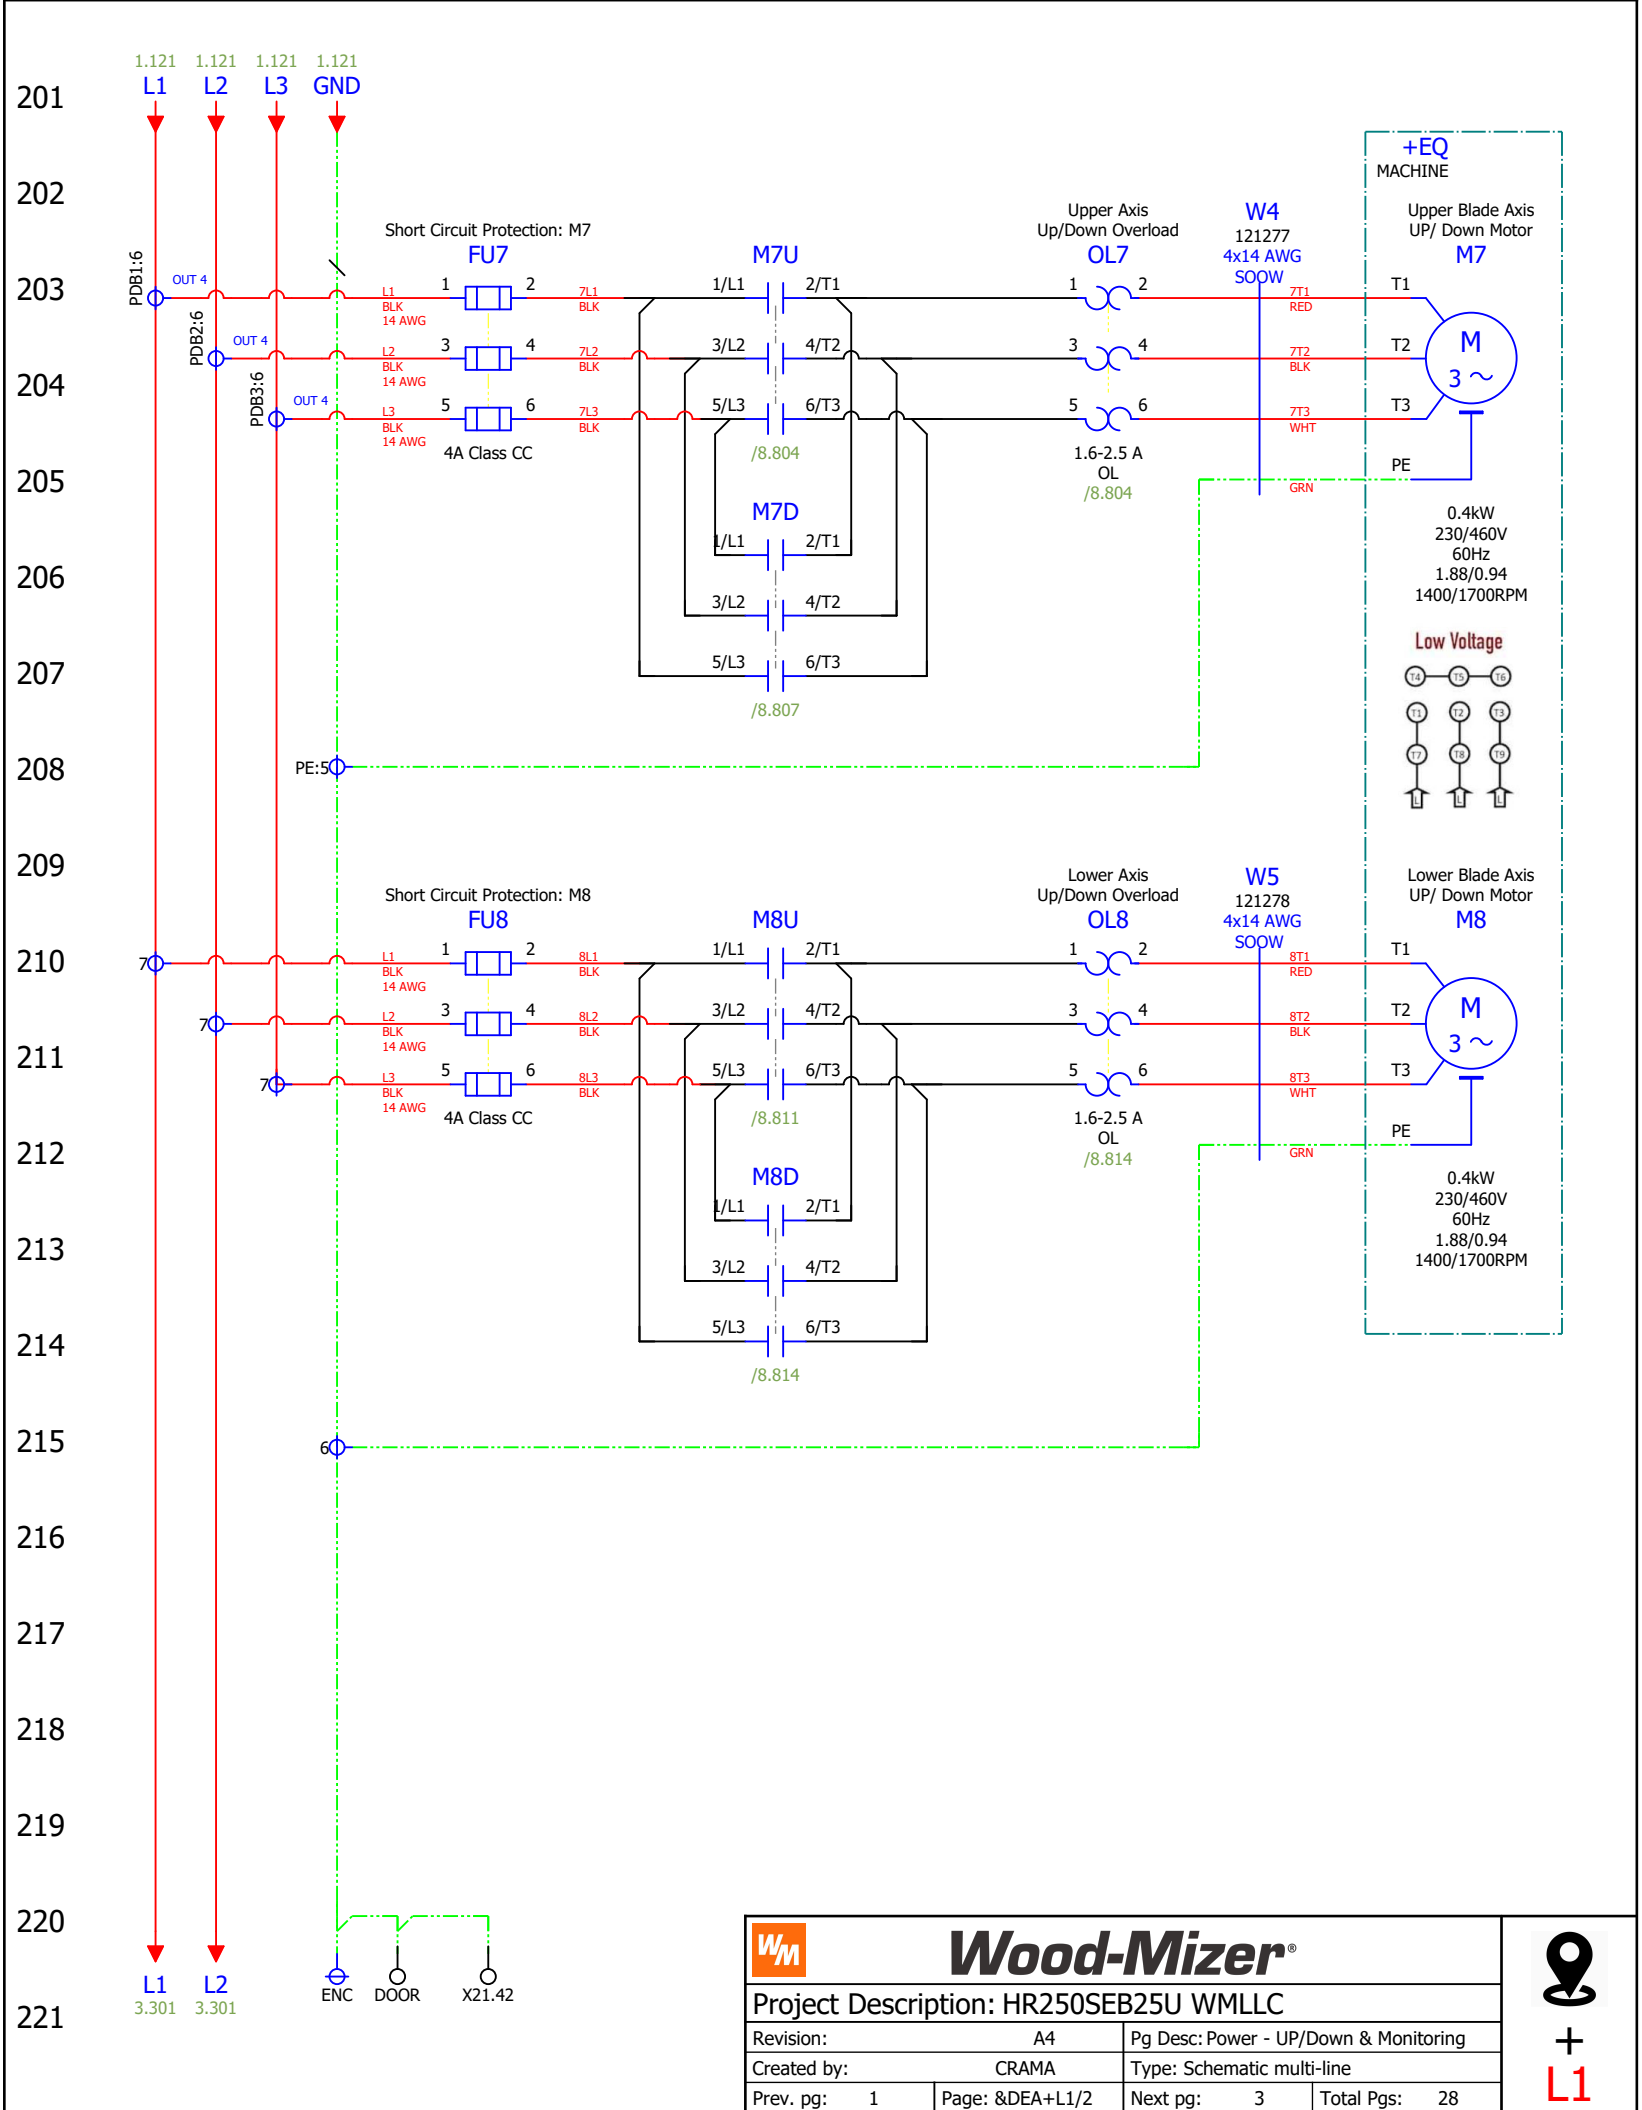 1.121 1.121 1.121 1.121
L1 L2 L3 GND
201
+EQ
MACHINE
202
Short Circuit Protection: M7
FU7
M7U
Upper Axis
Up/Down Overload
OL7
W4
121277
4x14 AWG
SOOW
Upper Blade Axis
UP/ Down Motor
M7
203
PDB1:6
OUT 4
L1
BLK
14 AWG
1 2
7L1
BLK
1/L1 2/T1
1 2
7T1
RED
T1
PDB2:6
OUT 4
L2
BLK
14 AWG
3 4
7L2
BLK
3/L2 4/T2
3 4
7T2
BLK
T2
M
3 ~
204
PDB3:6
OUT 4
L3
BLK
14 AWG
5 6
7L3
BLK
5/L3 6/T3
5 6
7T3
WHT
T3
4A Class CC
/8.804
1.6-2.5 A
OL
/8.804
205
PE
GRN
M7D
1/L1 2/T1
0.4kW
230/460V
60Hz
1.88/0.94
1400/1700RPM
206
3/L2 4/T2
207
5/L3 6/T3
/8.807
Low Voltage
T4 T5 T6
T1 T2 T3
T7 T8 T9
L L L
208
PE:5
209
Short Circuit Protection: M8
FU8
M8U
Lower Axis
Up/Down Overload
OL8
W5
121278
4x14 AWG
SOOW
Lower Blade Axis
UP/ Down Motor
M8
210
7
L1
BLK
14 AWG
1 2
8L1
BLK
1/L1 2/T1
1 2
8T1
RED
T1
7
L2
BLK
14 AWG
3 4
8L2
BLK
3/L2 4/T2
3 4
8T2
BLK
T2
M
3 ~
211
7
L3
BLK
14 AWG
5 6
8L3
BLK
5/L3 6/T3
5 6
8T3
WHT
T3
4A Class CC
/8.811
1.6-2.5 A
OL
/8.814
212
PE
GRN
M8D
1/L1 2/T1
0.4kW
230/460V
60Hz
1.88/0.94
1400/1700RPM
213
3/L2 4/T2
214
5/L3 6/T3
/8.814
215
6
216
217
218
219
220
L1 L2
3.301 3.301
ENC DOOR X21.42
221
WM
Wood-Mizer®
Project Description: HR250SEB25U WMLLC
Revision: A4 Pg Desc: Power - UP/Down & Monitoring
Created by: CRAMA Type: Schematic multi-line
Prev. pg: 1 Page: &DEA+L1/2 Next pg: 3 Total Pgs: 28
+
L1